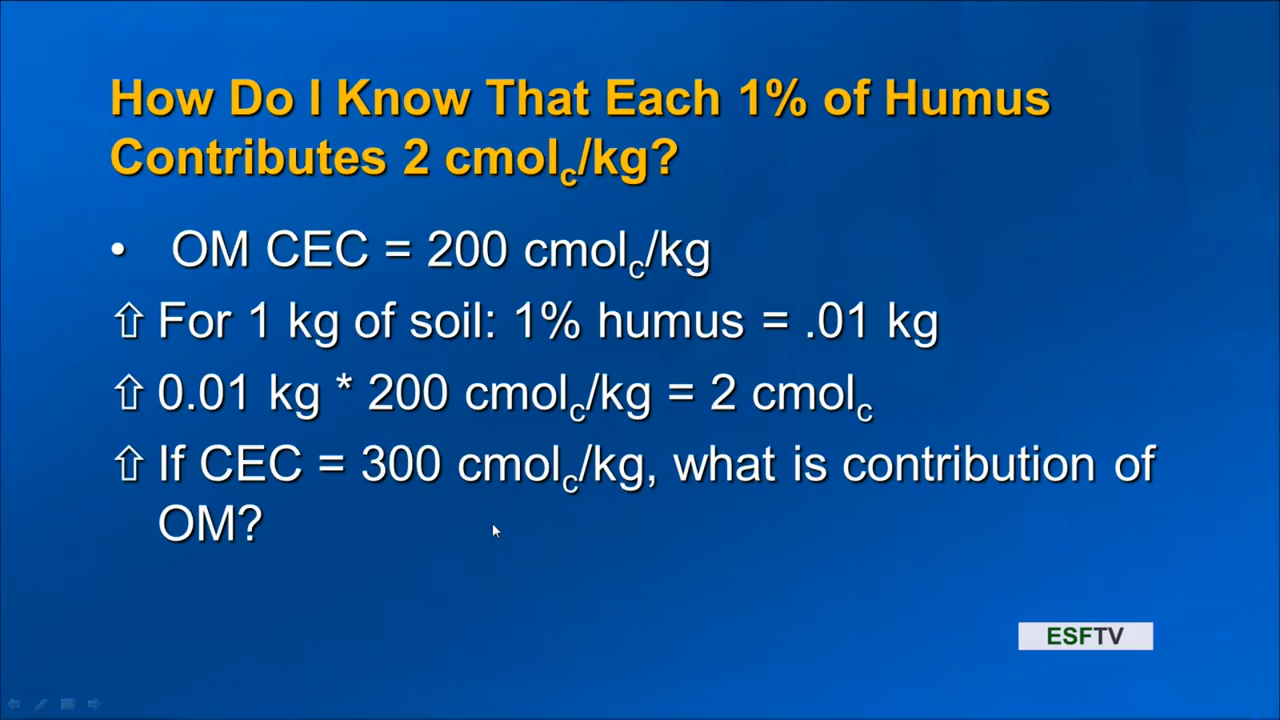 How Do I Know That Each 1% of Humus
Contributes 2 cmolc/kg?
• OM CEC = 200 cmolc/kg
⇧ For 1 kg of soil: 1% humus = .01 kg
⇧ 0.01 kg * 200 cmolc/kg = 2 cmolc
⇧ If CEC = 300 cmolc/kg, what is contribution of
OM?
ESFTV